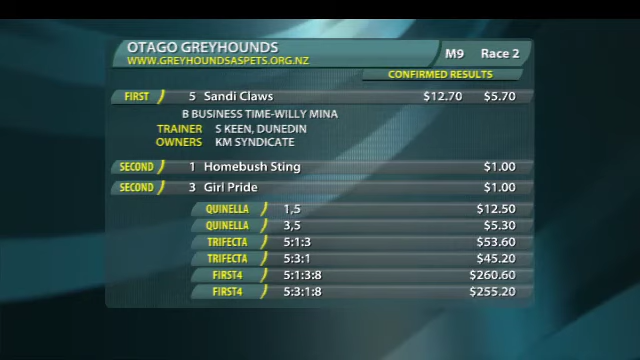 OTAGO GREYHOUNDS
WWW.GREYHOUNDSASPETS.ORG.NZ
M9 Race 2
CONFIRMED RESULTS
FIRST 5 Sandi Claws $12.70 $5.70
B BUSINESS TIME-WILLY MINA
TRAINER S KEEN, DUNEDIN
OWNERS KM SYNDICATE
SECOND 1 Homebush Sting $1.00
SECOND 3 Girl Pride $1.00
QUINELLA 1,5 $12.50
QUINELLA 3,5 $5.30
TRIFECTA 5:1:3 $53.60
TRIFECTA 5:3:1 $45.20
FIRST4 5:1:3:8 $260.60
FIRST4 5:3:1:8 $255.20